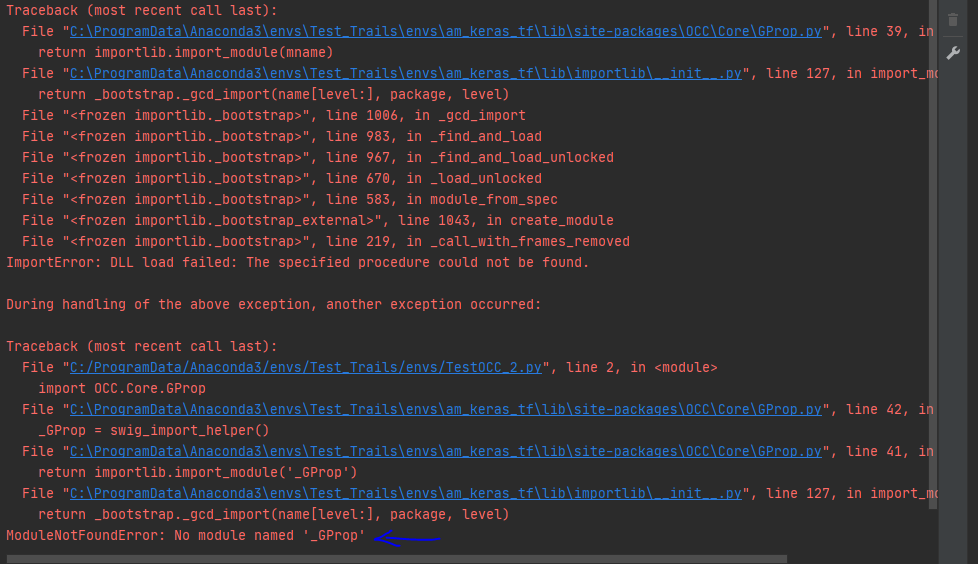 Traceback (most recent call last):
File "C:\ProgramData\Anaconda3\envs\Test_Trails\envs\am_keras_tf\lib\site-packages\OCC\Core\GProp.py", line 39, in
return importlib.import_module(mname)
File "C:\ProgramData\Anaconda3\envs\Test_Trails\envs\am_keras_tf\lib\importlib\__init__.py", line 127, in import_mo
return _bootstrap._gcd_import(name[level:], package, level)
File "<frozen importlib._bootstrap>", line 1006, in _gcd_import
File "<frozen importlib._bootstrap>", line 983, in _find_and_load
File "<frozen importlib._bootstrap>", line 967, in _find_and_load_unlocked
File "<frozen importlib._bootstrap>", line 670, in _load_unlocked
File "<frozen importlib._bootstrap>", line 583, in module_from_spec
File "<frozen importlib._bootstrap_external>", line 1043, in create_module
File "<frozen importlib._bootstrap>", line 219, in _call_with_frames_removed
ImportError: DLL load failed: The specified procedure could not be found.
During handling of the above exception, another exception occurred:
Traceback (most recent call last):
File "C:/ProgramData/Anaconda3/envs/Test_Trails/envs/TestOCC_2.py", line 2, in <module>
import OCC.Core.GProp
File "C:\ProgramData\Anaconda3\envs\Test_Trails\envs\am_keras_tf\lib\site-packages\OCC\Core\GProp.py", line 42, in
_GProp = swig_import_helper()
File "C:\ProgramData\Anaconda3\envs\Test_Trails\envs\am_keras_tf\lib\site-packages\OCC\Core\GProp.py", line 41, in
return importlib.import_module('_GProp')
File "C:\ProgramData\Anaconda3\envs\Test_Trails\envs\am_keras_tf\lib\importlib\__init__.py", line 127, in import_mo
return _bootstrap._gcd_import(name[level:], package, level)
ModuleNotFoundError: No module named '_GProp'